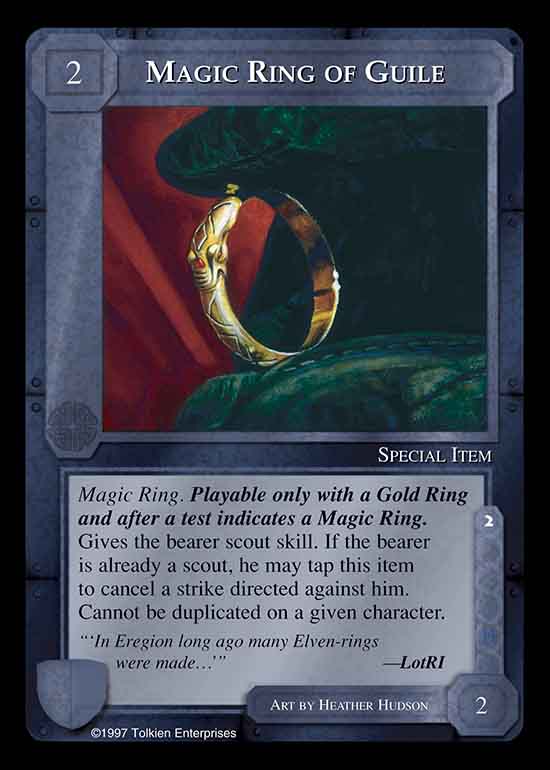 2
Magic Ring of Guile
Special Item
Magic Ring. Playable only with a Gold Ring
and after a test indicates a Magic Ring.
Gives the bearer scout skill. If the bearer
is already a scout, he may tap this item
to cancel a strike directed against him.
Cannot be duplicated on a given character.
“‘In Eregion long ago many Elven-rings
were made…’” —LotRI
2
Art by Heather Hudson
2
©1997 Tolkien Enterprises